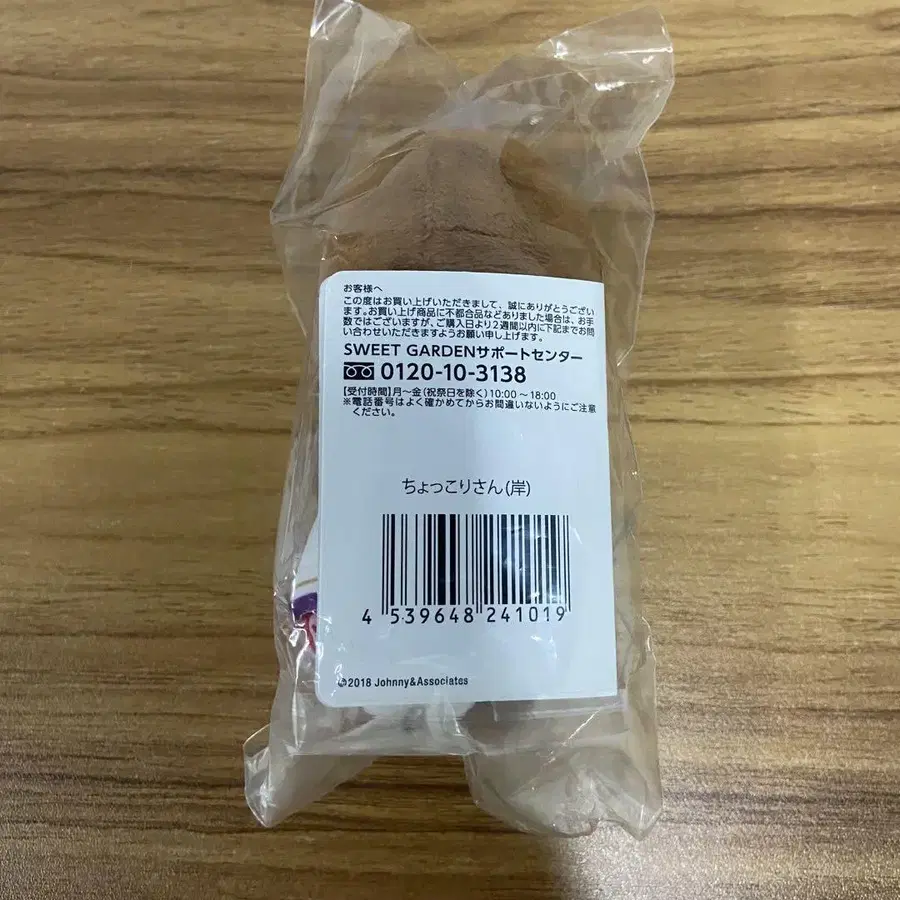 お客様へ
この度はお買い上げいただきまして、誠にありがとうござい
ます。お買い上げ商品に不都合品などありました場合は、お手
数ではございますが、ご購入日より2週間以内に下記までお問
い合わせいただきますようお願い申し上げます。
SWEET GARDENサポートセンター
0120-10-3138
【受付時間】月〜金(祝祭日を除く)10:00〜18:00
※電話番号はよく確かめてからお間違いないようにご注意
ください。
ちょっこりさん(岸)
4 539648 241019
©2018 Johnny&Associates